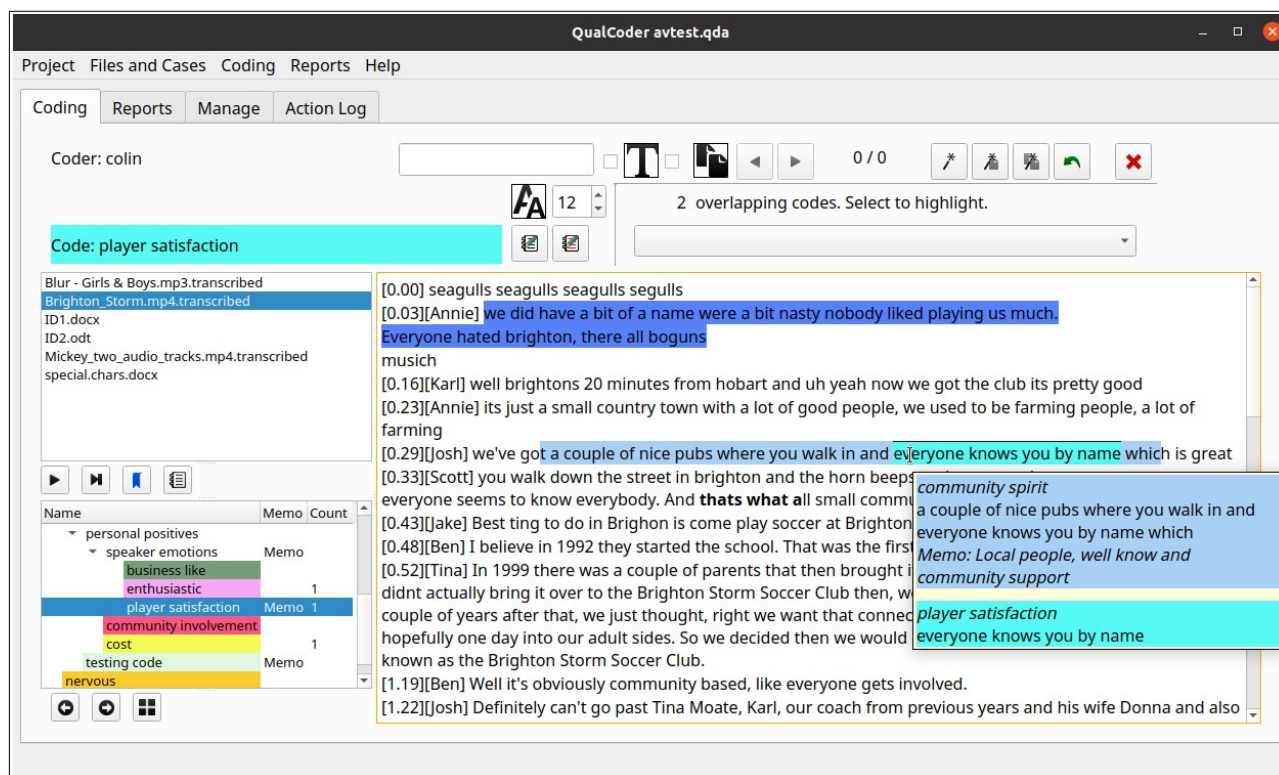 QualCoder avtest.qda
Project Files and Cases Coding Reports Help
Coding Reports Manage Action Log
Coder: colin
0 / 0
12
2 overlapping codes. Select to highlight.
Code: player satisfaction
Blur - Girls & Boys.mp3.transcribed
Brighton_Storm.mp4.transcribed
ID1.docx
ID2.odt
Mickey_two_audio_tracks.mp4.transcribed
special.chars.docx
Name Memo Count
personal positives
speaker emotions Memo
business like
enthusiastic 1
player satisfaction Memo 1
community involvement
cost 1
testing code Memo
nervous
[0.00] seagulls seagulls seagulls segulls
[0.03][Annie] we did have a bit of a name were a bit nasty nobody liked playing us much.
Everyone hated brighton, there all boguns
musich
[0.16][Karl] well brightons 20 minutes from hobart and uh yeah now we got the club its pretty good
[0.23][Annie] its just a small country town with a lot of good people, we used to be farming people, a lot of
farming
[0.29][Josh] we've got a couple of nice pubs where you walk in and everyone knows you by name which is great
[0.33][Scott] you walk down the street in brighton and the horn beeps
everyone seems to know everybody. And thats what all small commu
[0.43][Jake] Best ting to do in Brighon is come play soccer at Brighton
[0.48][Ben] I believe in 1992 they started the school. That was the first
[0.52][Tina] In 1999 there was a couple of parents that then brought i
didnt actually bring it over to the Brighton Storm Soccer Club then, w
couple of years after that, we just thought, right we want that connec
hopefully one day into our adult sides. So we decided then we would
known as the Brighton Storm Soccer Club.
[1.19][Ben] Well it's obviously community based, like everyone gets involved.
[1.22][Josh] Definitely can't go past Tina Moate, Karl, our coach from previous years and his wife Donna and also
community spirit
a couple of nice pubs where you walk in and
everyone knows you by name which
Memo: Local people, well know and
community support
player satisfaction
everyone knows you by name